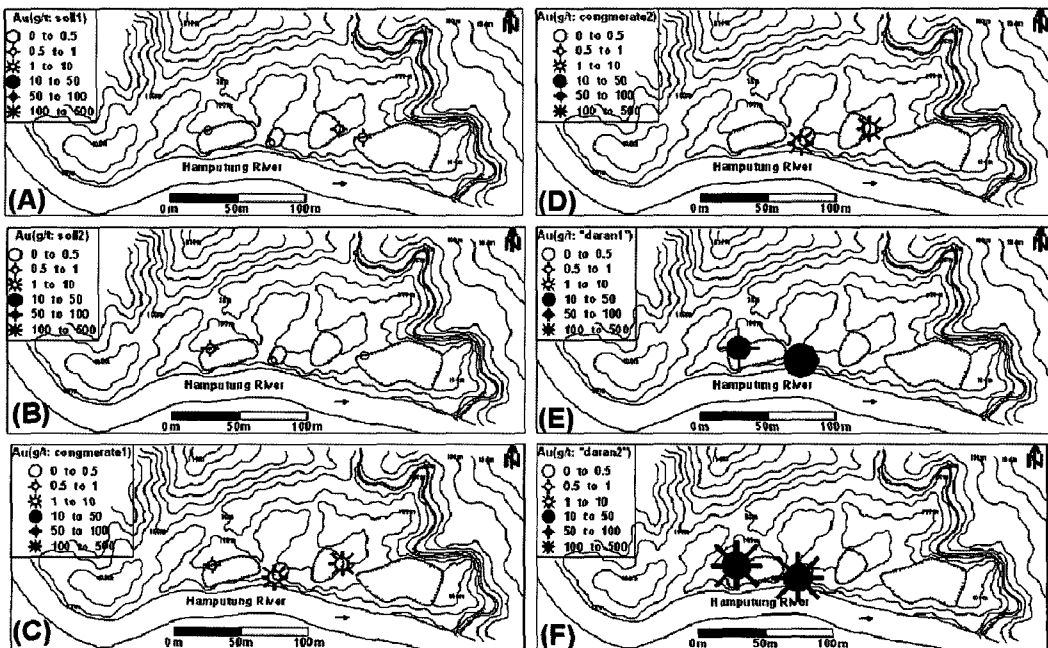 Au(g/t: soil1)
0 to 0.5
0.5 to 1
1 to 10
10 to 50
50 to 100
100 to 500
N
Hamputung River
0m 50m 100m
(A)
Au(g/t: soil2)
0 to 0.5
0.5 to 1
1 to 10
10 to 50
50 to 100
100 to 500
N
Hamputung River
0m 50m 100m
(B)
Au(g/t: congmerate1)
0 to 0.5
0.5 to 1
1 to 10
10 to 50
50 to 100
100 to 500
N
Hamputung River
0m 50m 100m
(C)
Au(g/t: congmerate2)
0 to 0.5
0.5 to 1
1 to 10
10 to 50
50 to 100
100 to 500
N
Hamputung River
0m 50m 100m
(D)
Au(g/t: "daran1")
0 to 0.5
0.5 to 1
1 to 10
10 to 50
50 to 100
100 to 500
N
Hamputung River
0m 50m 100m
(E)
Au(g/t: "daran2")
0 to 0.5
0.5 to 1
1 to 10
10 to 50
50 to 100
100 to 500
N
Hamputung River
0m 50m 100m
(F)